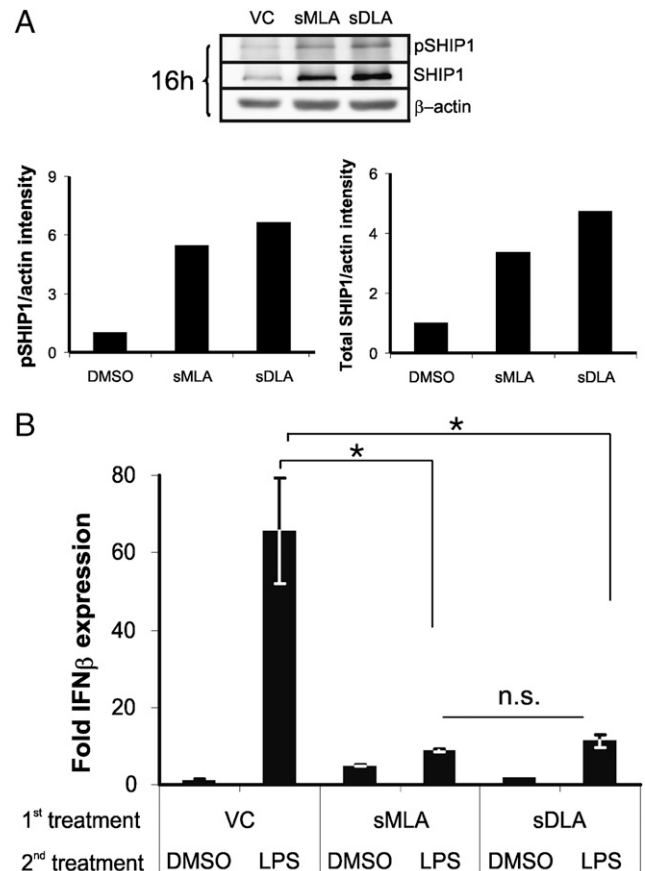 A
VC sMLA sDLA
16h
pSHIP1
SHIP1
β–actin
pSHIP1/actin intensity
9
6
3
0
DMSO sMLA sDLA
Total SHIP1/actin intensity
6
4
2
0
DMSO sMLA sDLA
B
Fold IFNβ expression
80
60
40
20
0
*
*
n.s.
1st treatment VC sMLA sDLA
2nd treatment DMSO LPS DMSO LPS DMSO LPS